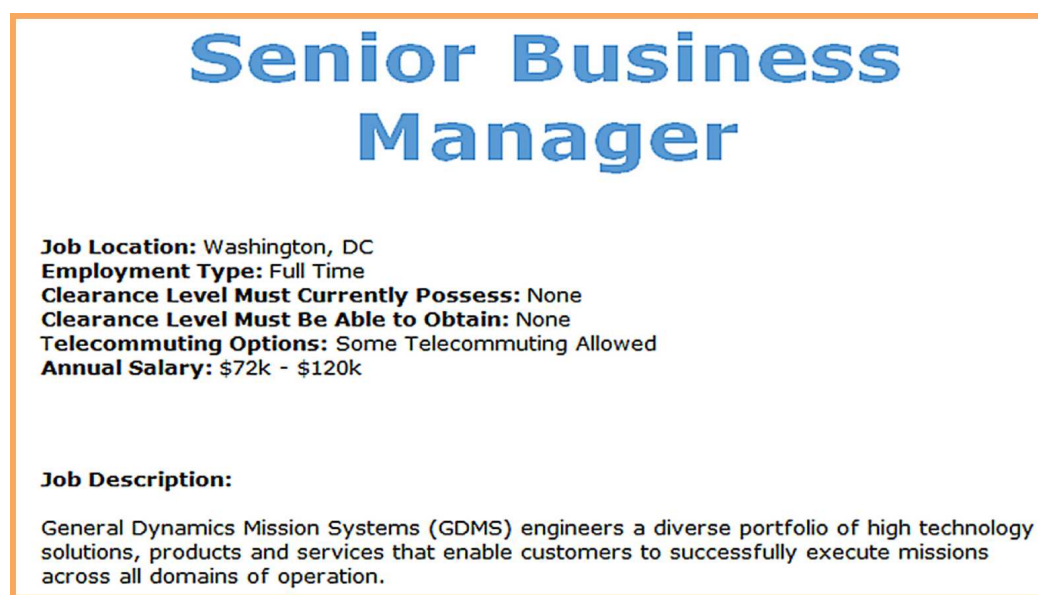 Senior Business
Manager
Job Location: Washington, DC
Employment Type: Full Time
Clearance Level Must Currently Possess: None
Clearance Level Must Be Able to Obtain: None
Telecommuting Options: Some Telecommuting Allowed
Annual Salary: $72k - $120k
Job Description:
General Dynamics Mission Systems (GDMS) engineers a diverse portfolio of high technology
solutions, products and services that enable customers to successfully execute missions
across all domains of operation.